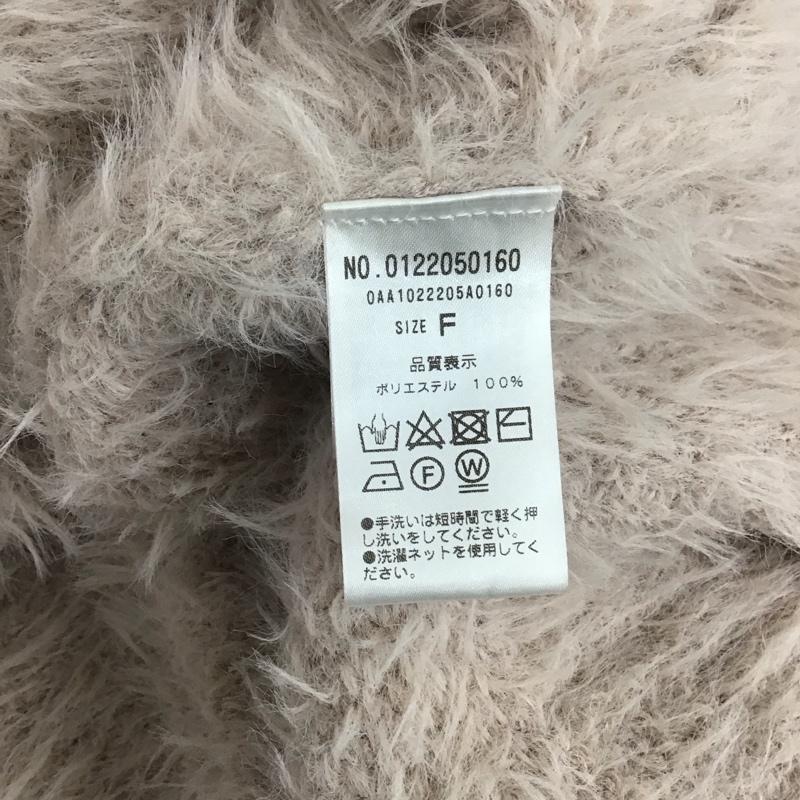 NO.0122050160
0AA1022205A0160
SIZE F
品質表示
ポリエステル 100%
F W
●手洗いは短時間で軽く押
し洗いをしてください。
●洗濯ネットを使用してく
ださい。